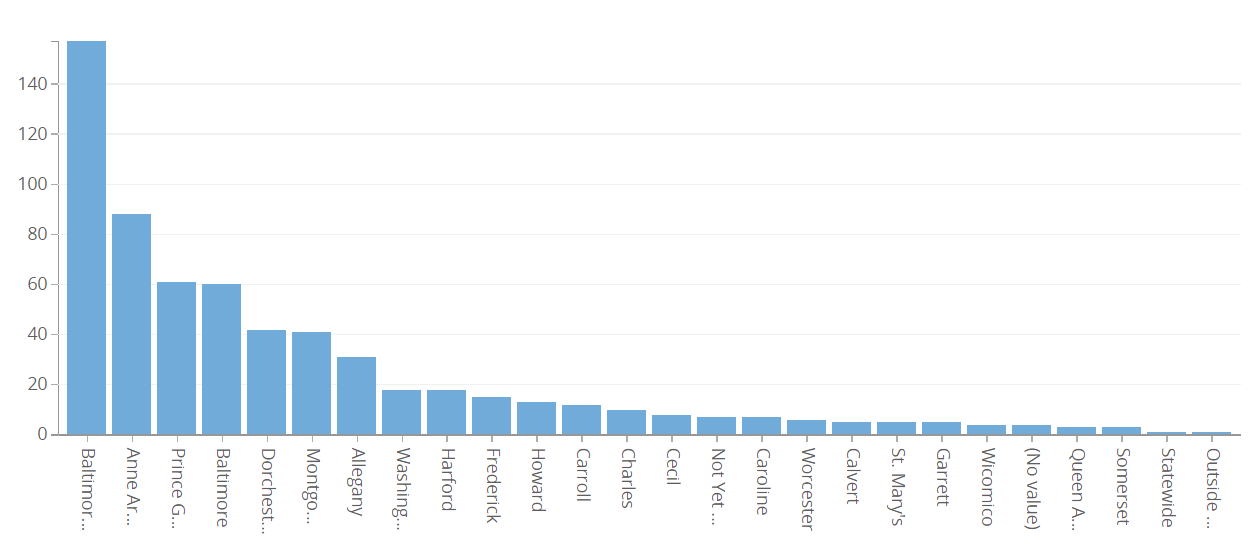 140
120
100
80
60
40
20
0
Baltimor...
Anne Ar...
Prince G...
Baltimore
Dorchest...
Montgo...
Allegany
Washing...
Harford
Frederick
Howard
Carroll
Charles
Cecil
Not Yet ...
Caroline
Worcester
Calvert
St. Mary's
Garrett
Wicomico
(No value)
Queen A...
Somerset
Statewide
Outside ...